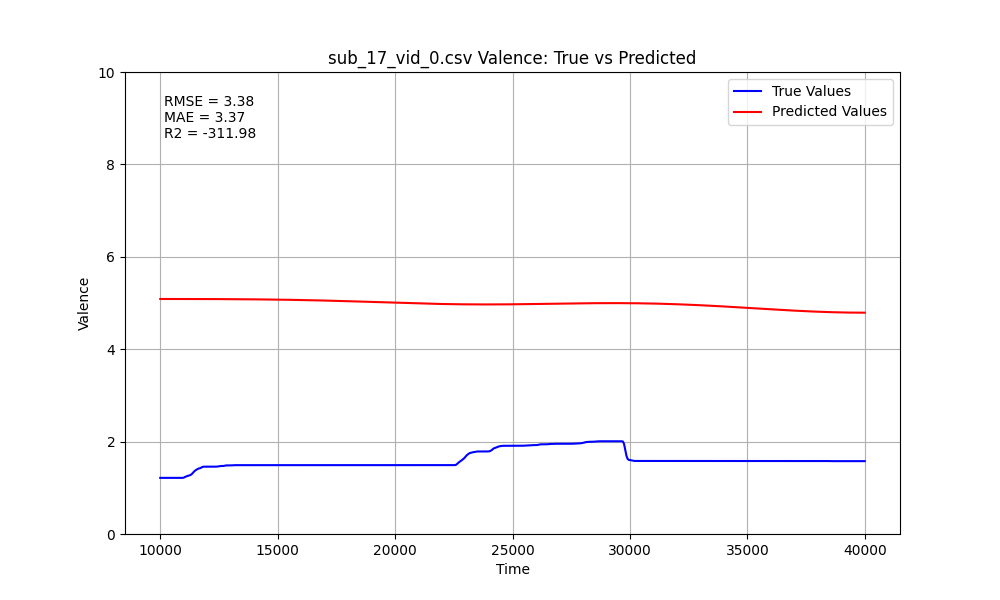 sub_17_vid_0.csv Valence: True vs Predicted
RMSE = 3.38
MAE = 3.37
R2 = -311.98
True Values
Predicted Values
Valence
10
8
6
4
2
0
10000 15000 20000 25000 30000 35000 40000
Time